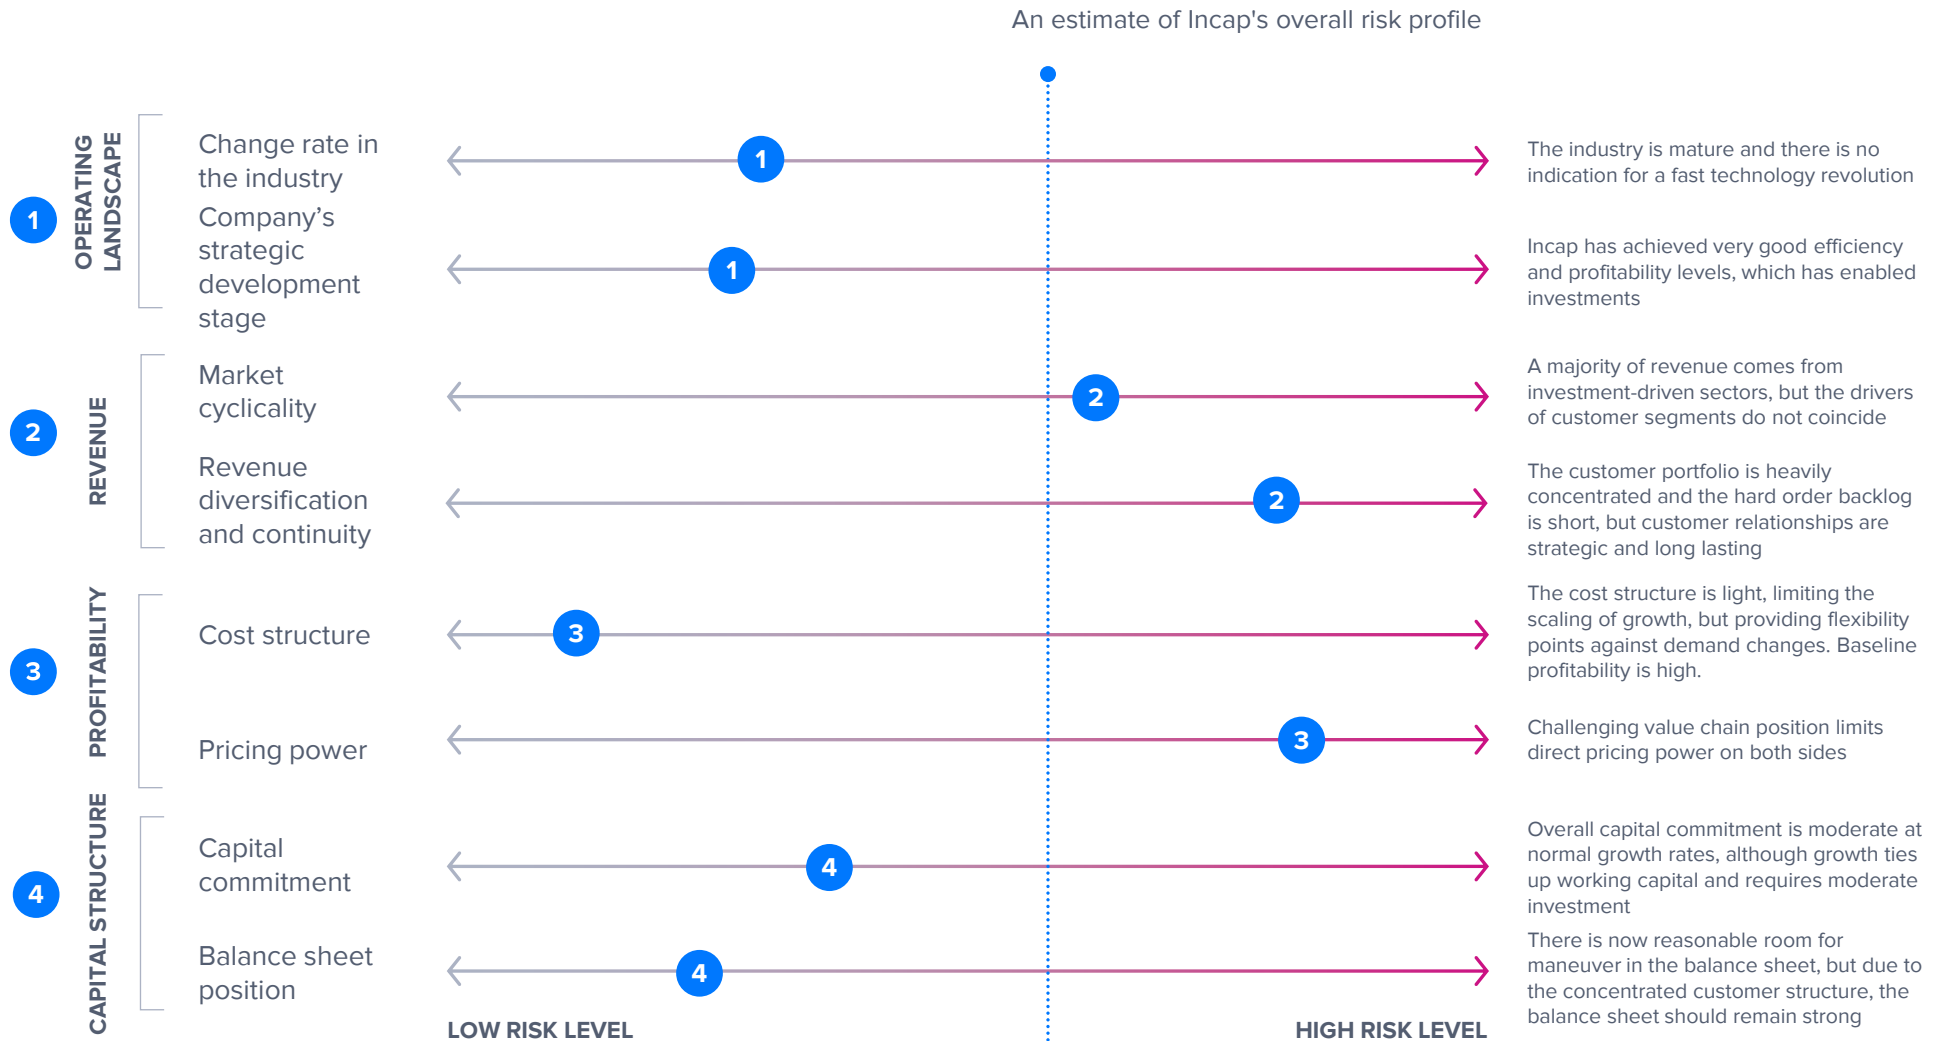 An estimate of Incap's overall risk profile
1
OPERATING
LANDSCAPE
Change rate in
the industry
1
The industry is mature and there is no
indication for a fast technology revolution
Company’s
strategic
development
stage
1
Incap has achieved very good efficiency
and profitability levels, which has enabled
investments
2
REVENUE
Market
cyclicality
2
A majority of revenue comes from
investment-driven sectors, but the drivers
of customer segments do not coincide
Revenue
diversification
and continuity
2
The customer portfolio is heavily
concentrated and the hard order backlog
is short, but customer relationships are
strategic and long lasting
3
PROFITABILITY
Cost structure
3
The cost structure is light, limiting the
scaling of growth, but providing flexibility
points against demand changes. Baseline
profitability is high.
Pricing power
3
Challenging value chain position limits
direct pricing power on both sides
4
CAPITAL STRUCTURE
Capital
commitment
4
Overall capital commitment is moderate at
normal growth rates, although growth ties
up working capital and requires moderate
investment
Balance sheet
position
4
There is now reasonable room for
maneuver in the balance sheet, but due to
the concentrated customer structure, the
balance sheet should remain strong
LOW RISK LEVEL
HIGH RISK LEVEL